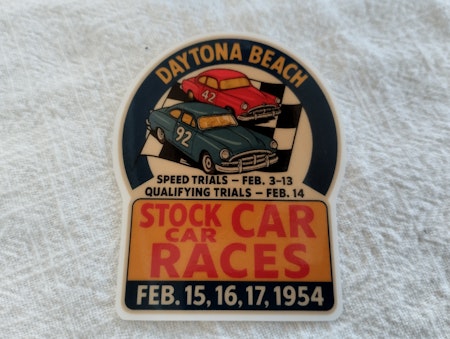 DAYTONA BEACH
42
92
SPEED TRIALS – FEB. 3-13
QUALIFYING TRIALS – FEB. 14
STOCK CAR
CAR
RACES
FEB. 15, 16, 17, 1954